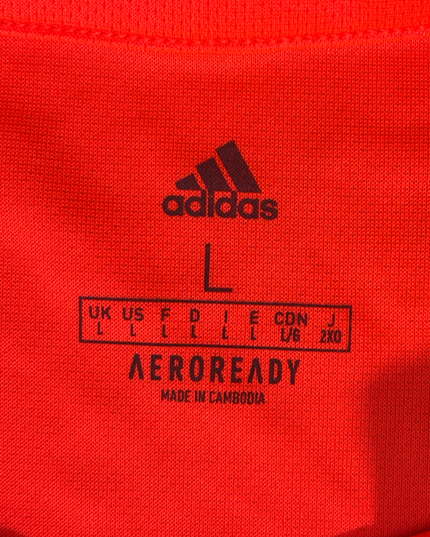 adidas
L
UK US F D I E CDN J
L L L L L L L/G 2XO
AEROREADY
MADE IN CAMBODIA